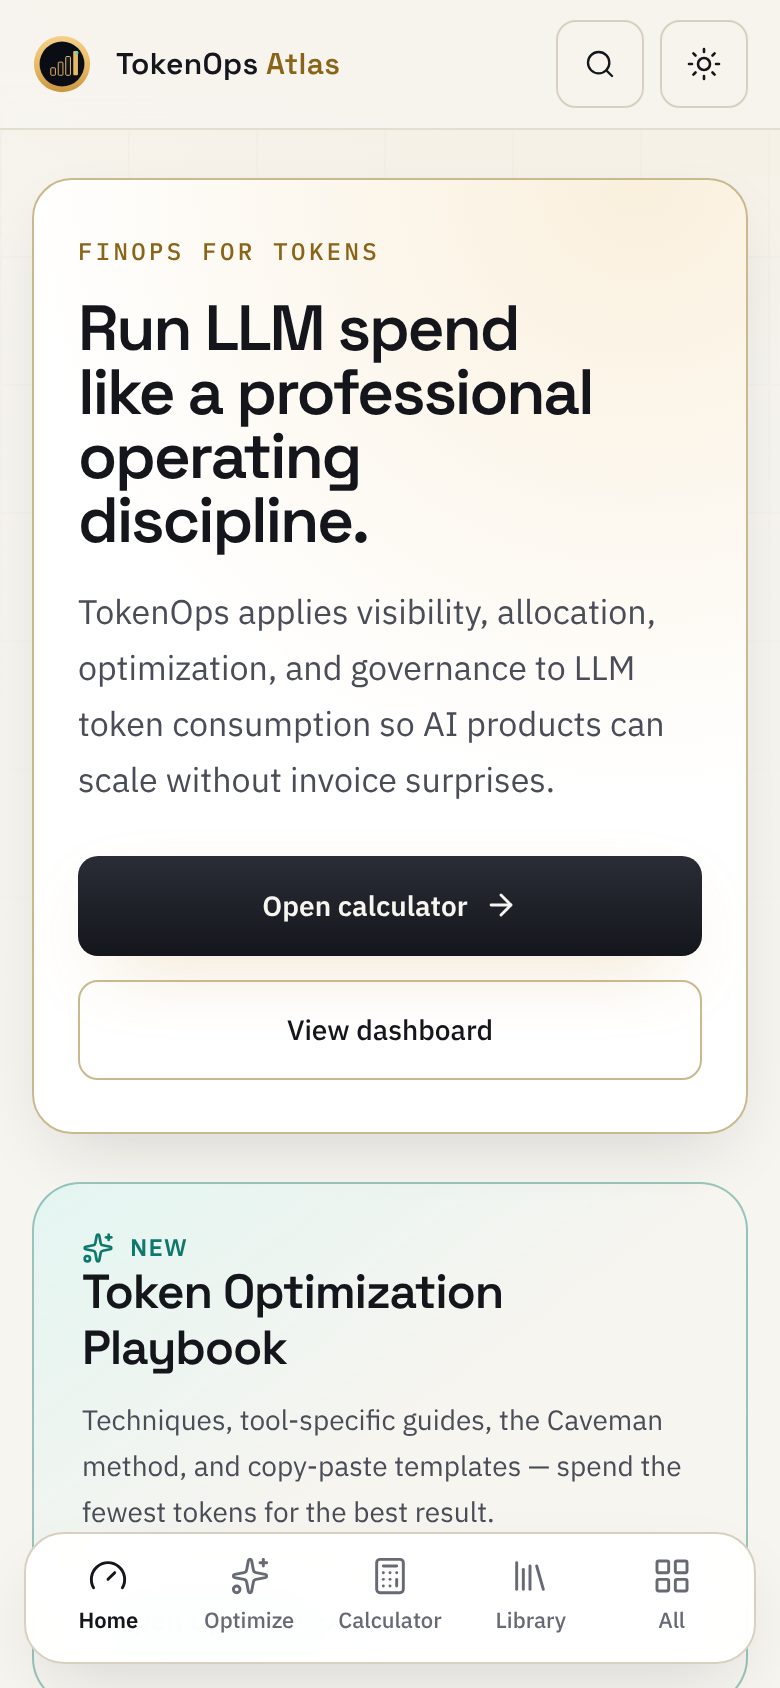 TokenOps Atlas
FINOPS FOR TOKENS
Run LLM spend
like a professional
operating
discipline.
TokenOps applies visibility, allocation,
optimization, and governance to LLM
token consumption so AI products can
scale without invoice surprises.
Open calculator
View dashboard
NEW
Token Optimization
Playbook
Techniques, tool-specific guides, the Caveman
method, and copy-paste templates — spend the
fewest tokens for the best result.
Home Optimize Calculator Library All